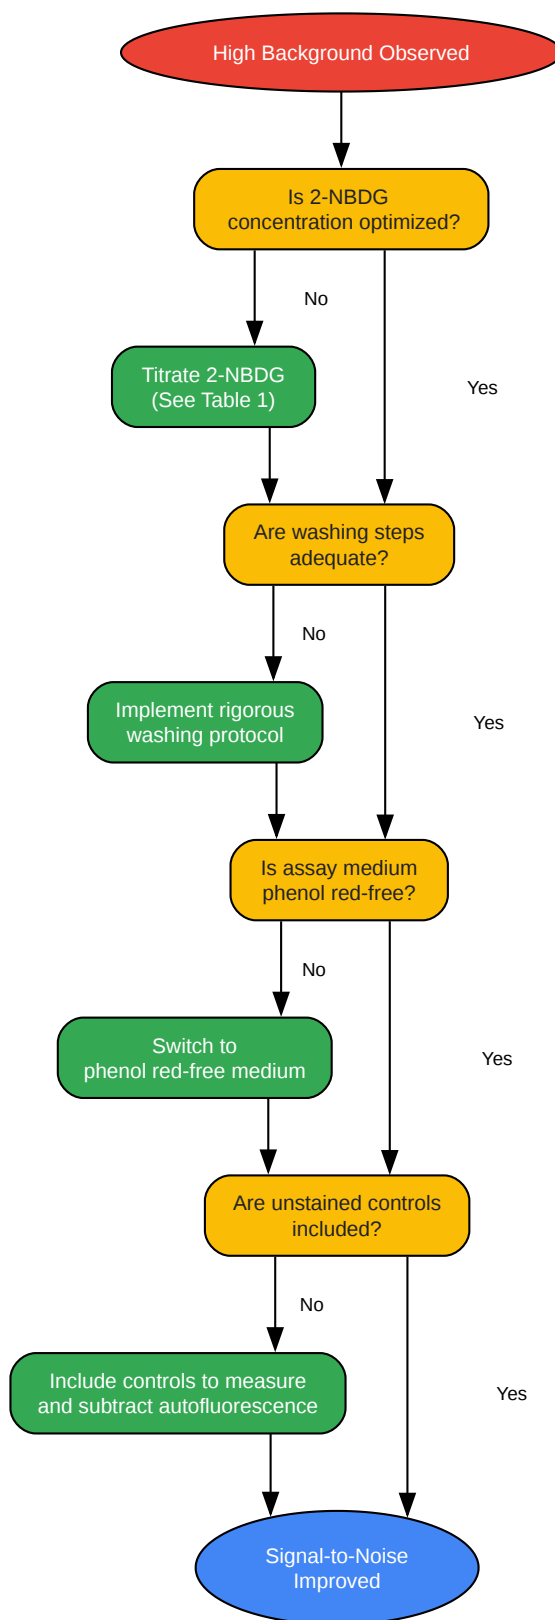 High Background Observed
Is 2-NBDG
concentration optimized?
No
Titrate 2-NBDG
(See Table 1)
Yes
Are washing steps
adequate?
No
Implement rigorous
washing protocol
Yes
Is assay medium
phenol red-free?
No
Switch to
phenol red-free medium
Yes
Are unstained controls
included?
No
Include controls to measure
and subtract autofluorescence
Yes
Signal-to-Noise
Improved